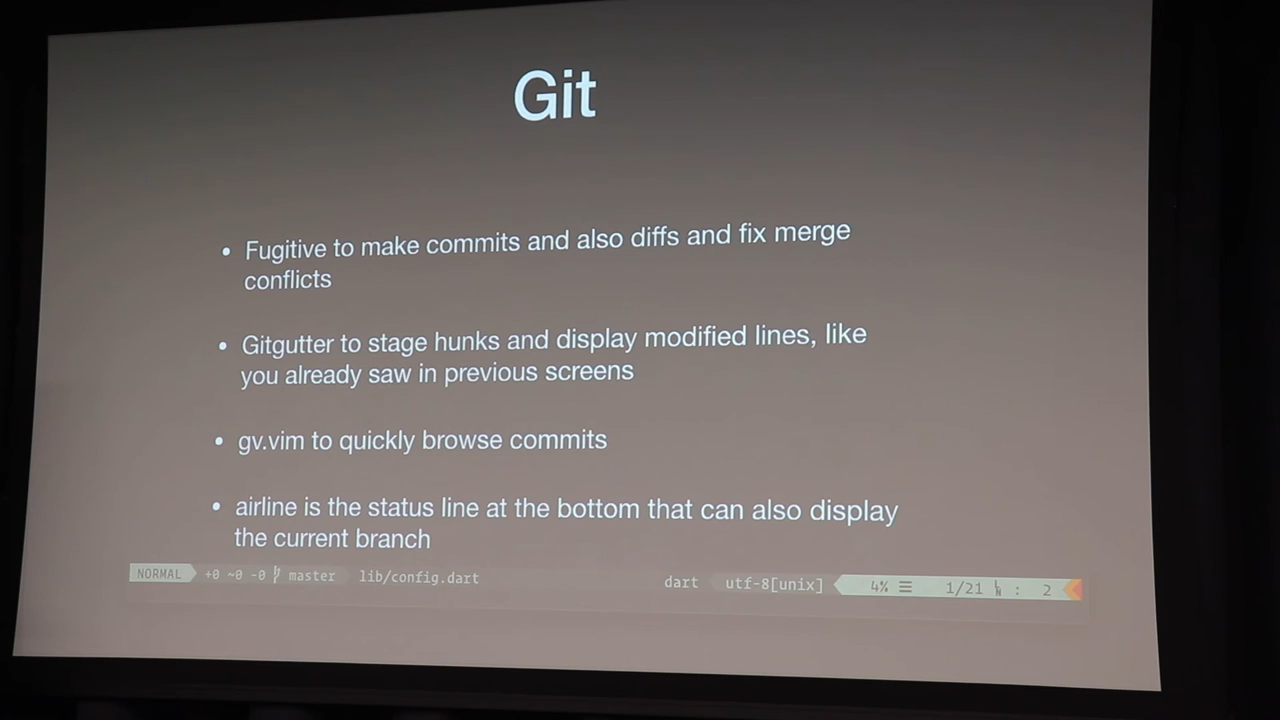 Git
• Fugitive to make commits and also diffs and fix merge
conflicts
• Gitgutter to stage hunks and display modified lines, like
you already saw in previous screens
• gv.vim to quickly browse commits
• airline is the status line at the bottom that can also display
the current branch
NORMAL +0 ~0 -0 master lib/config.dart dart utf-8[unix] 4% ☰ 1/21 : 2